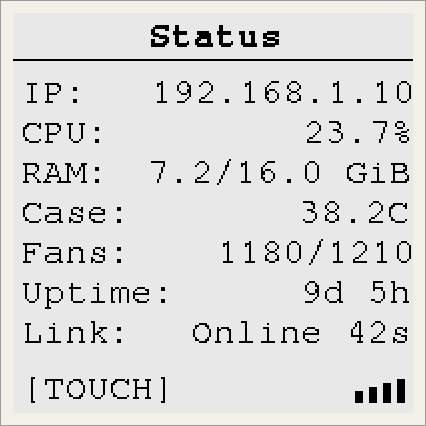 Status
IP: 192.168.1.10
CPU: 23.7%
RAM: 7.2/16.0 GiB
Case: 38.2C
Fans: 1180/1210
Uptime: 9d 5h
Link: Online 42s
[TOUCH]